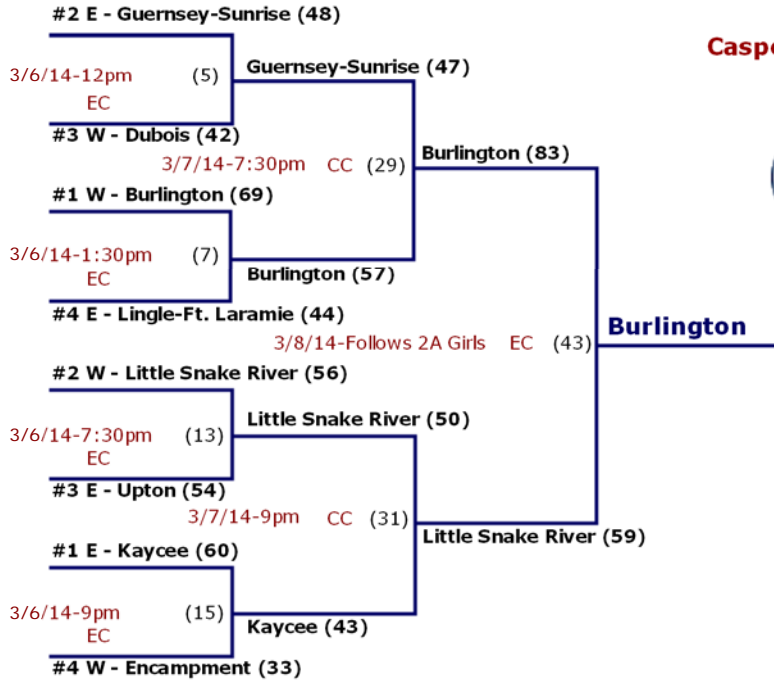 #2 E - Guernsey-Sunrise (48)
Guernsey-Sunrise (47)
3/6/14-12pm (5)
EC
#3 W - Dubois (42)
3/7/14-7:30pm CC (29)
Burlington (83)
#1 W - Burlington (69)
3/6/14-1:30pm (7)
EC
Burlington (57)
#4 E - Lingle-Ft. Laramie (44)
3/8/14-Follows 2A Girls EC (43)
Burlington
#2 W - Little Snake River (56)
Little Snake River (50)
3/6/14-7:30pm (13)
EC
#3 E - Upton (54)
3/7/14-9pm CC (31)
Little Snake River (59)
#1 E - Kaycee (60)
3/6/14-9pm (15)
EC
Kaycee (43)
#4 W - Encampment (33)